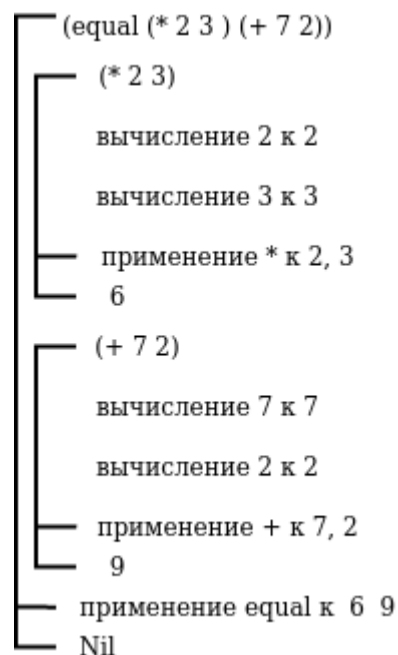 (equal (* 2 3 ) (+ 7 2))
(* 2 3)
вычисление 2 к 2
вычисление 3 к 3
применение * к 2, 3
6
(+ 7 2)
вычисление 7 к 7
вычисление 2 к 2
применение + к 7, 2
9
применение equal к 6 9
Nil